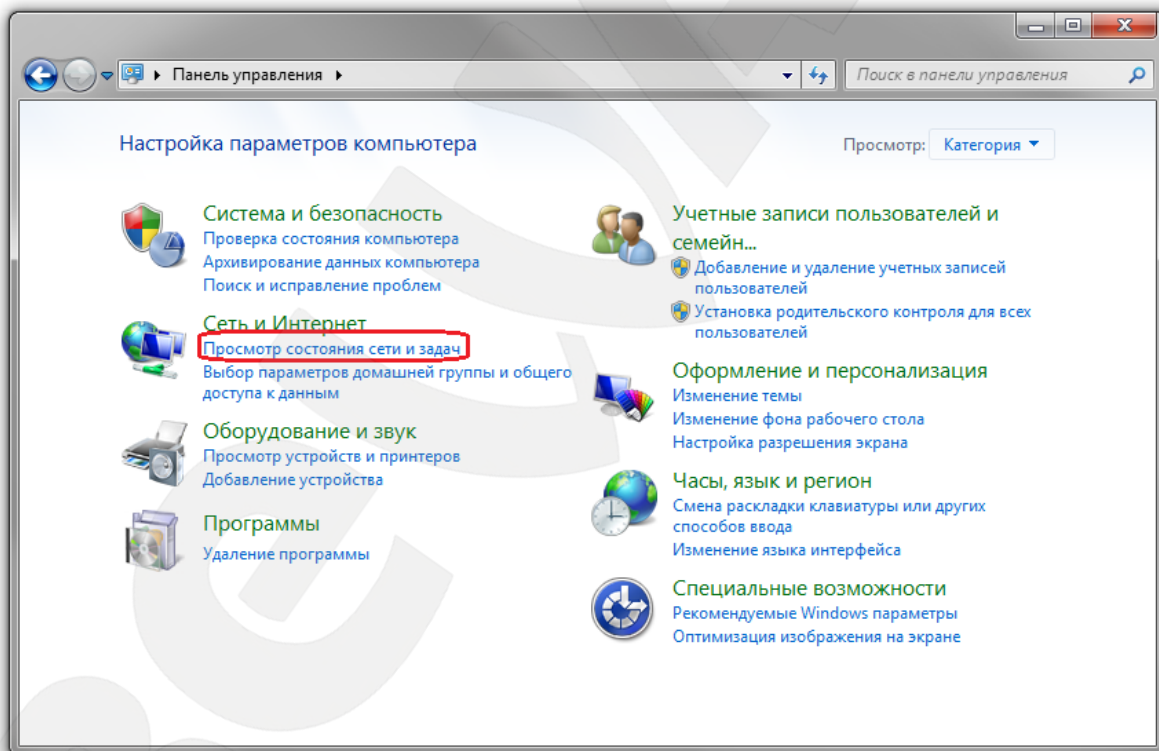 Панель управления
Поиск в панели управления
Настройка параметров компьютера
Просмотр: Категория
Система и безопасность
Проверка состояния компьютера
Архивирование данных компьютера
Поиск и исправление проблем
Сеть и Интернет
Просмотр состояния сети и задач
Выбор параметров домашней группы и общего
доступа к данным
Оборудование и звук
Просмотр устройств и принтеров
Добавление устройства
Программы
Удаление программы
Учетные записи пользователей и
семейн...
Добавление и удаление учетных записей
пользователей
Установка родительского контроля для всех
пользователей
Оформление и персонализация
Изменение темы
Изменение фона рабочего стола
Настройка разрешения экрана
Часы, язык и регион
Смена раскладки клавиатуры или других
способов ввода
Изменение языка интерфейса
Специальные возможности
Рекомендуемые Windows параметры
Оптимизация изображения на экране